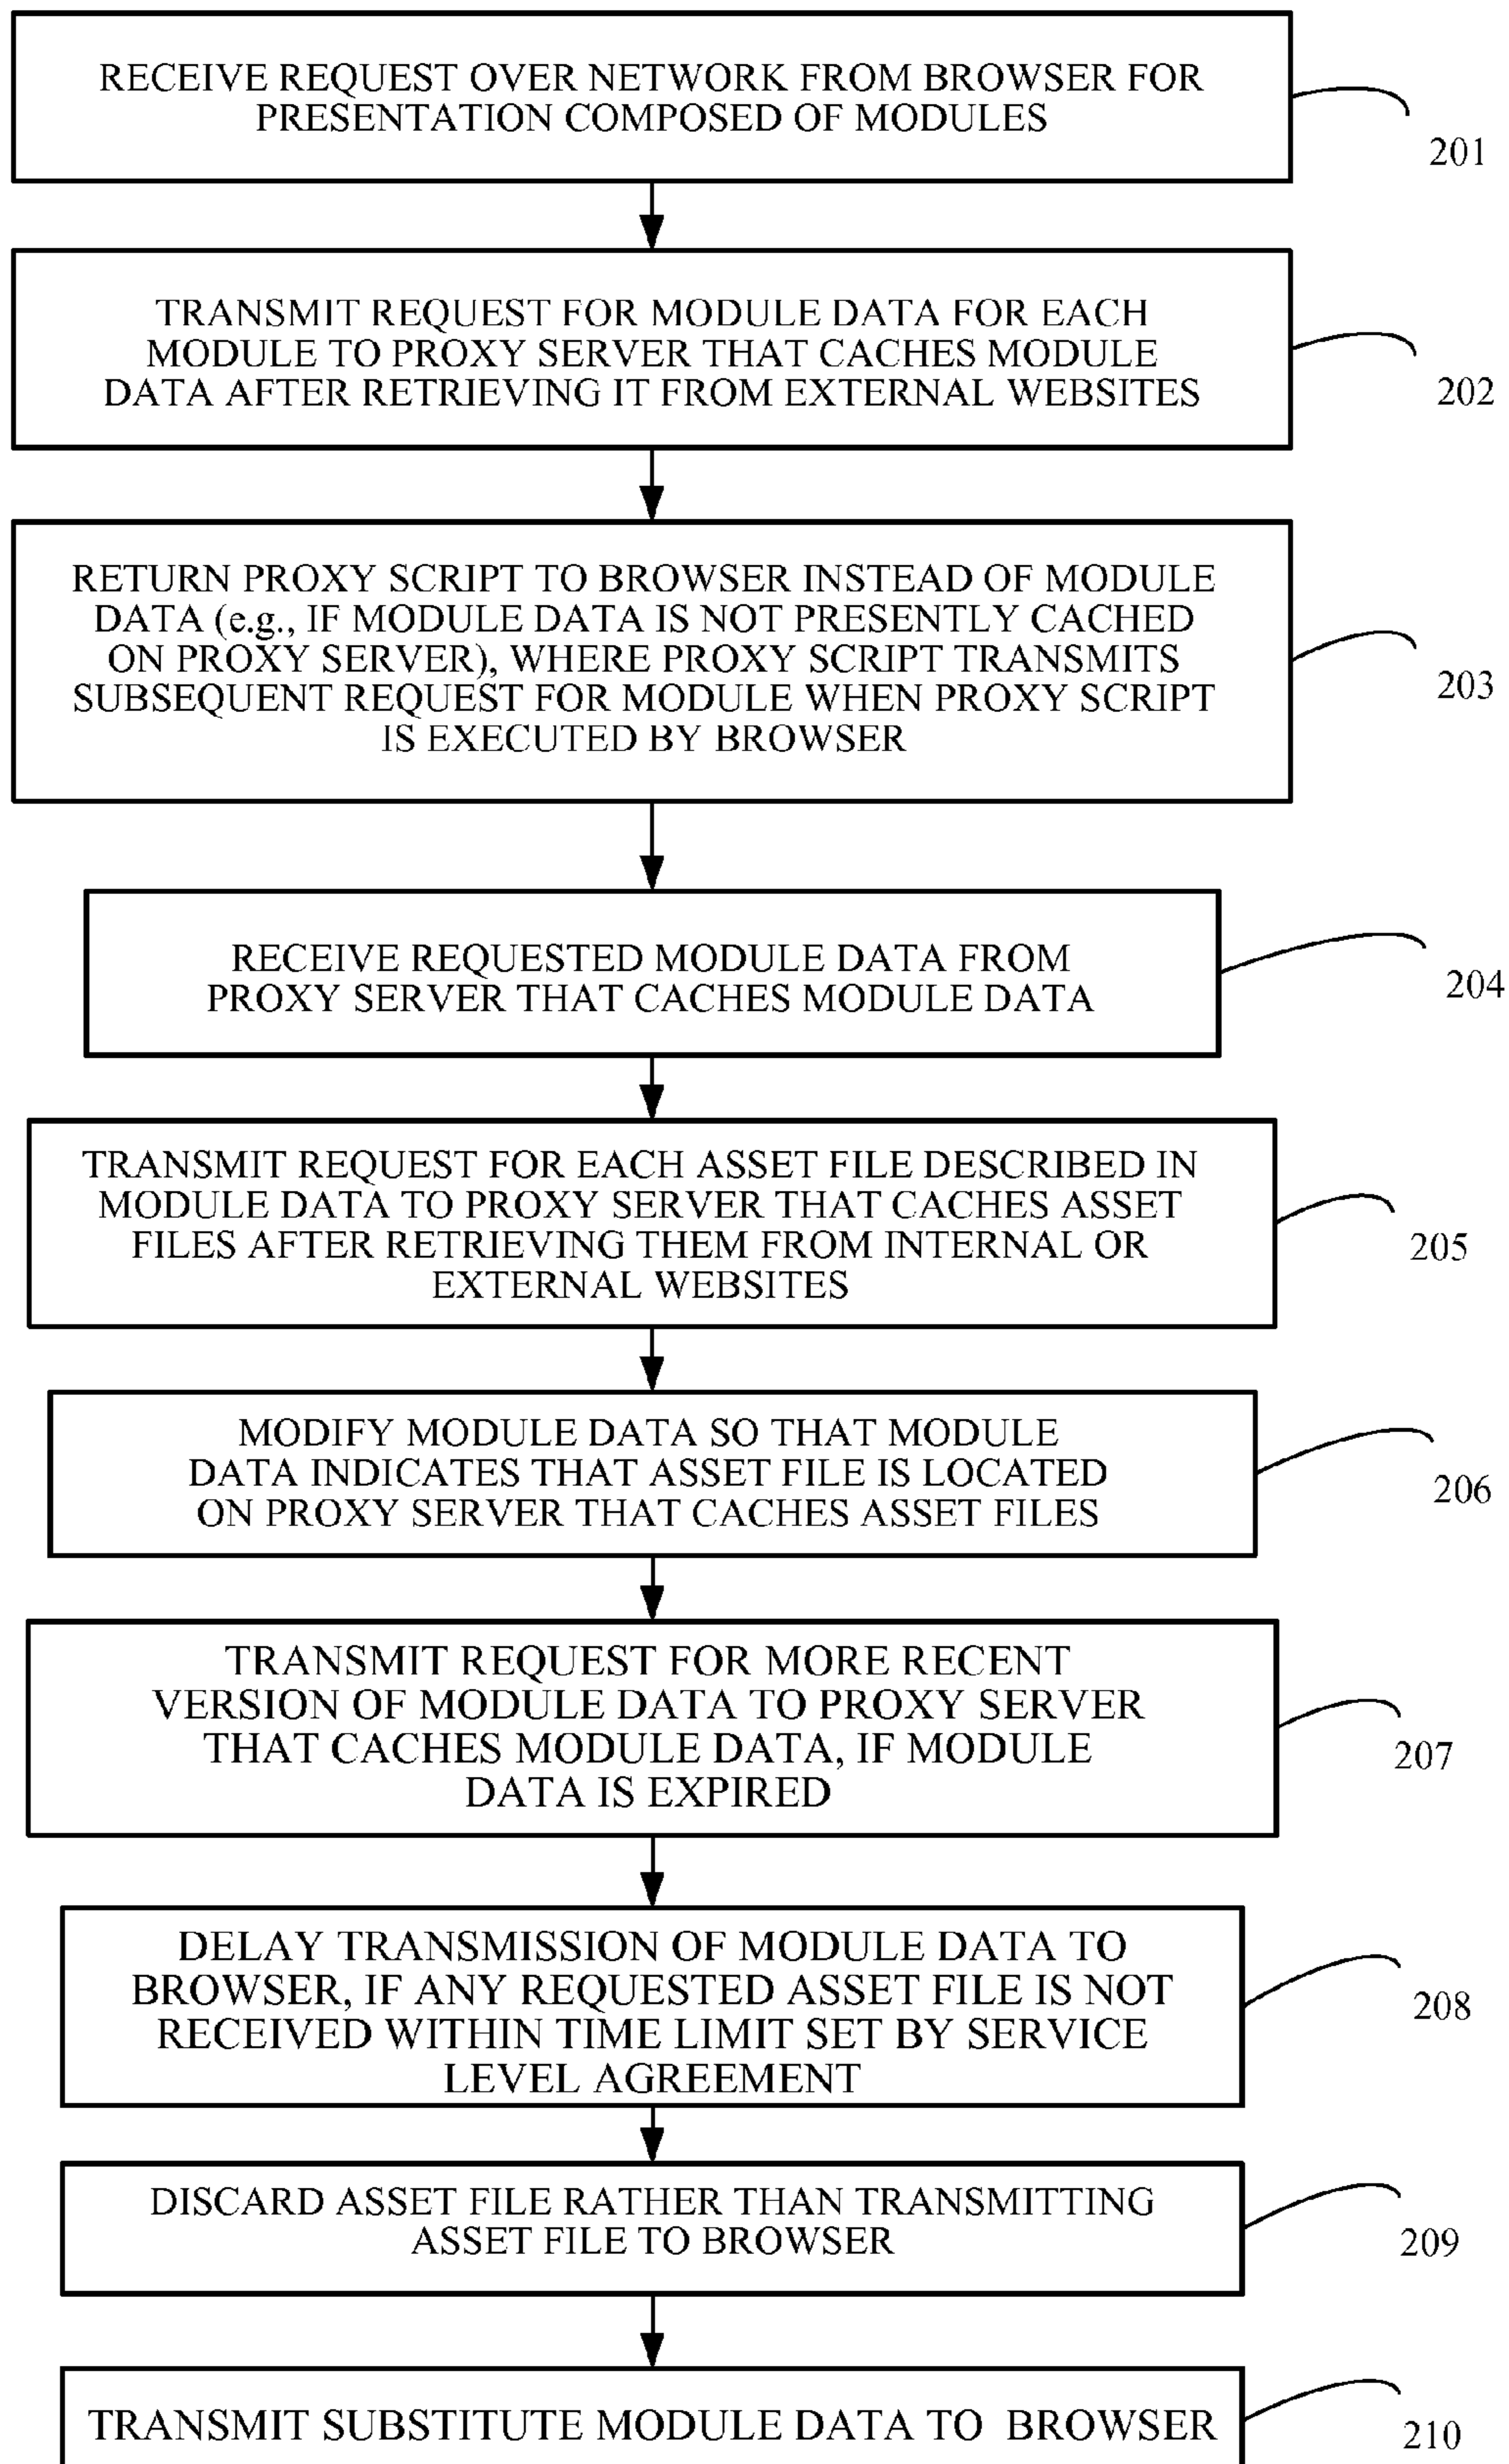 RECEIVE REQUEST OVER NETWORK FROM BROWSER FOR
PRESENTATION COMPOSED OF MODULES
201
TRANSMIT REQUEST FOR MODULE DATA FOR EACH
MODULE TO PROXY SERVER THAT CACHES MODULE
DATA AFTER RETRIEVING IT FROM EXTERNAL WEBSITES
202
RETURN PROXY SCRIPT TO BROWSER INSTEAD OF MODULE
DATA (e.g., IF MODULE DATA IS NOT PRESENTLY CACHED
ON PROXY SERVER), WHERE PROXY SCRIPT TRANSMITS
SUBSEQUENT REQUEST FOR MODULE WHEN PROXY SCRIPT
IS EXECUTED BY BROWSER
203
RECEIVE REQUESTED MODULE DATA FROM
PROXY SERVER THAT CACHES MODULE DATA
204
TRANSMIT REQUEST FOR EACH ASSET FILE DESCRIBED IN
MODULE DATA TO PROXY SERVER THAT CACHES ASSET
FILES AFTER RETRIEVING THEM FROM INTERNAL OR
EXTERNAL WEBSITES
205
MODIFY MODULE DATA SO THAT MODULE
DATA INDICATES THAT ASSET FILE IS LOCATED
ON PROXY SERVER THAT CACHES ASSET FILES
206
TRANSMIT REQUEST FOR MORE RECENT
VERSION OF MODULE DATA TO PROXY SERVER
THAT CACHES MODULE DATA, IF MODULE
DATA IS EXPIRED
207
DELAY TRANSMISSION OF MODULE DATA TO
BROWSER, IF ANY REQUESTED ASSET FILE IS NOT
RECEIVED WITHIN TIME LIMIT SET BY SERVICE
LEVEL AGREEMENT
208
DISCARD ASSET FILE RATHER THAN TRANSMITTING
ASSET FILE TO BROWSER
209
TRANSMIT SUBSTITUTE MODULE DATA TO BROWSER
210